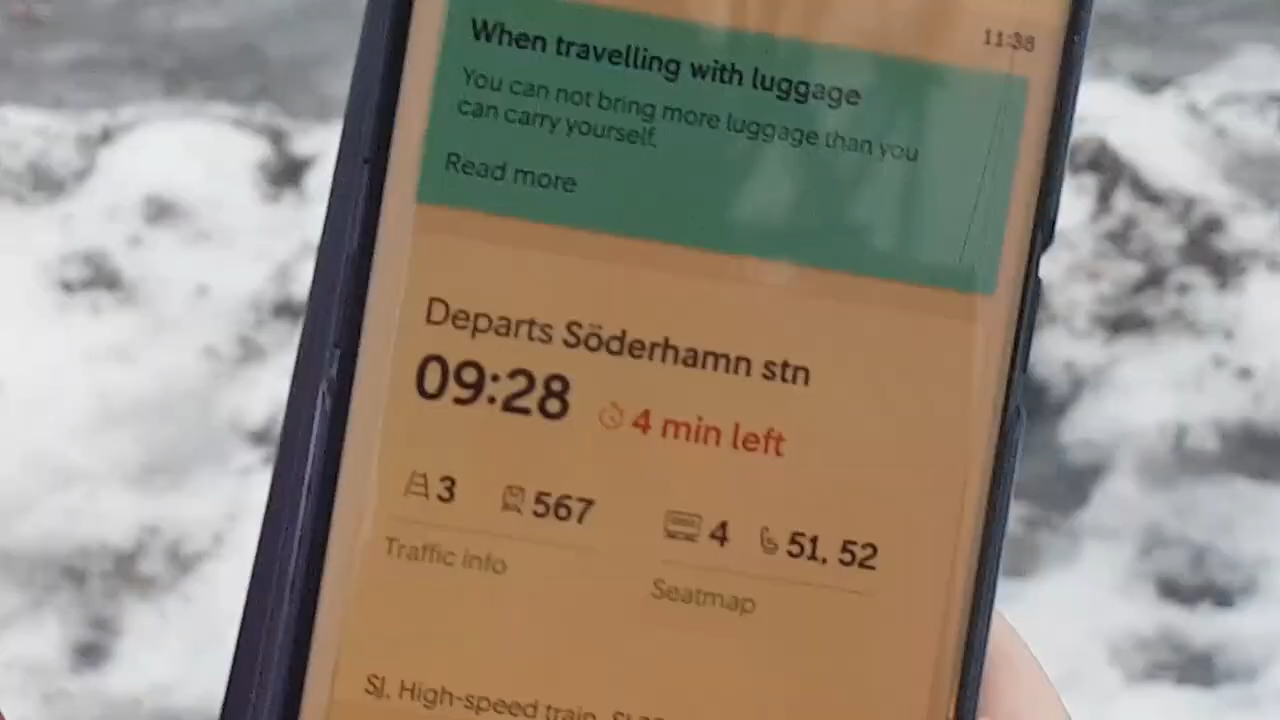 11:38
When travelling with luggage
You can not bring more luggage than you
can carry yourself.
Read more
Departs Söderhamn stn
09:28 4 min left
3 567 4 51, 52
Traffic info Seatmap
SJ, High-speed train,